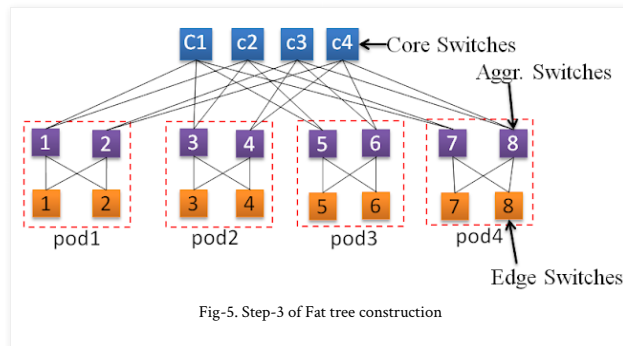 C1 c2 c3 c4 Core Switches
Aggr. Switches
1 2 3 4 5 6 7 8
1 2 3 4 5 6 7 8
pod1 pod2 pod3 pod4
Edge Switches
Fig-5. Step-3 of Fat tree construction